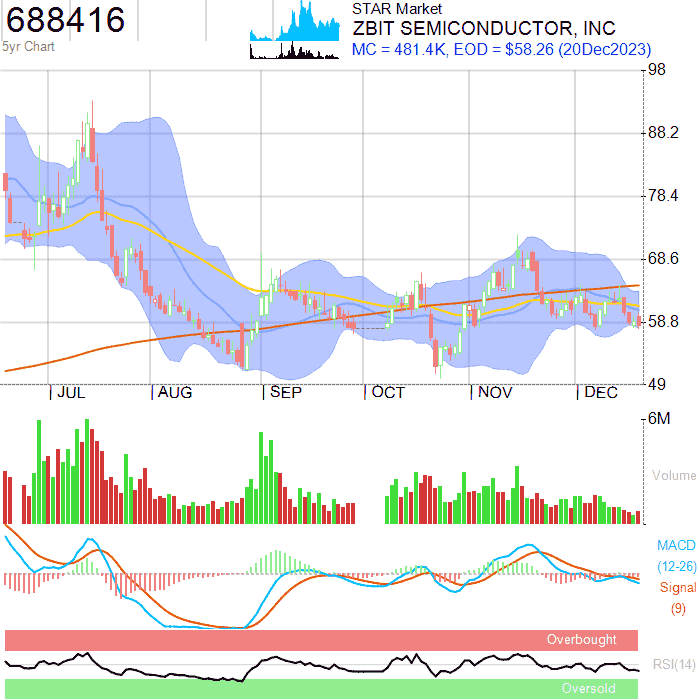 688416
5yr Chart
STAR Market
ZBIT SEMICONDUCTOR, INC
MC = 481.4K, EOD = $58.26 (20Dec2023)
98
88.2
78.4
68.6
58.8
49
JUL AUG SEP OCT NOV DEC
6M
Volume
MACD
(12-26)
Signal
(9)
Overbought
RSI(14)
Oversold